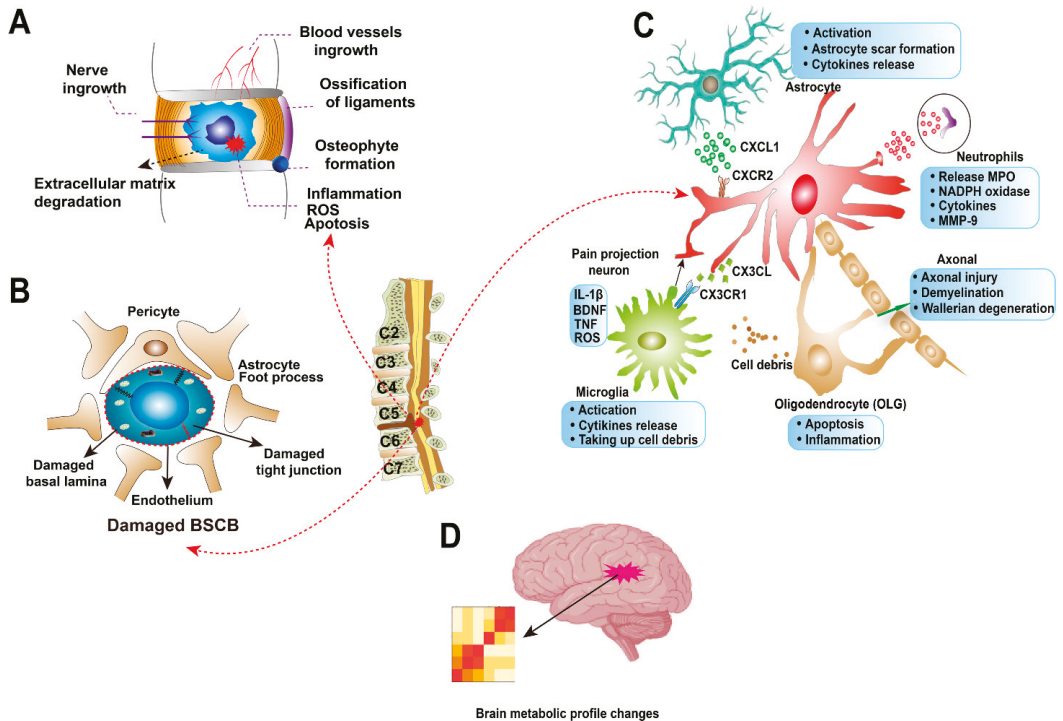 A
Blood vessels
ingrowth
Nerve
ingrowth
Ossification
of ligaments
Osteophyte
formation
Extracellular matrix
degradation
Inflammation
ROS
Apotosis
B
Pericyte
Astrocyte
Foot process
Damaged
basal lamina
Damaged
tight junction
Endothelium
Damaged BSCB
C2
C3
C4
C5
C6
C7
C
• Activation
• Astrocyte scar formation
• Cytokines release
Astrocyte
CXCL1
CXCR2
Neutrophils
• Release MPO
• NADPH oxidase
• Cytokines
• MMP-9
Pain projection
neuron
CX3CL
CX3CR1
IL-1β
BDNF
TNF
ROS
Axonal
• Axonal injury
• Demyelination
• Wallerian degeneration
Cell debris
Microglia
• Actication
• Cytikines release
• Taking up cell debris
Oligodendrocyte (OLG)
• Apoptosis
• Inflammation
D
Brain metabolic profile changes